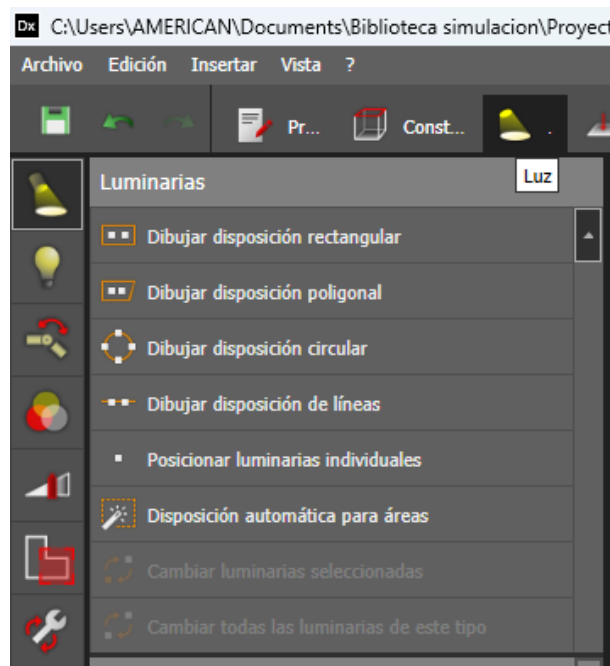 Dx C:\Users\AMERICAN\Documents\Biblioteca simulacion\Proyect
Archivo Edición Insertar Vista ?
Pr... Const... .
Luz
Luminarias
Dibujar disposición rectangular
Dibujar disposición poligonal
Dibujar disposición circular
Dibujar disposición de líneas
Posicionar luminarias individuales
Disposición automática para áreas
Cambiar luminarias seleccionadas
Cambiar todas las luminarias de este tipo